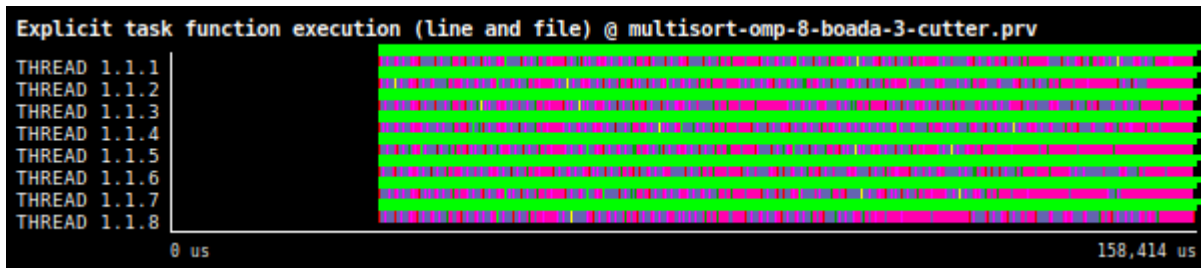 Explicit task function execution (line and file) @ multisort-omp-8-boada-3-cutter.prv
THREAD 1.1.1
THREAD 1.1.2
THREAD 1.1.3
THREAD 1.1.4
THREAD 1.1.5
THREAD 1.1.6
THREAD 1.1.7
THREAD 1.1.8
0 us 158,414 us